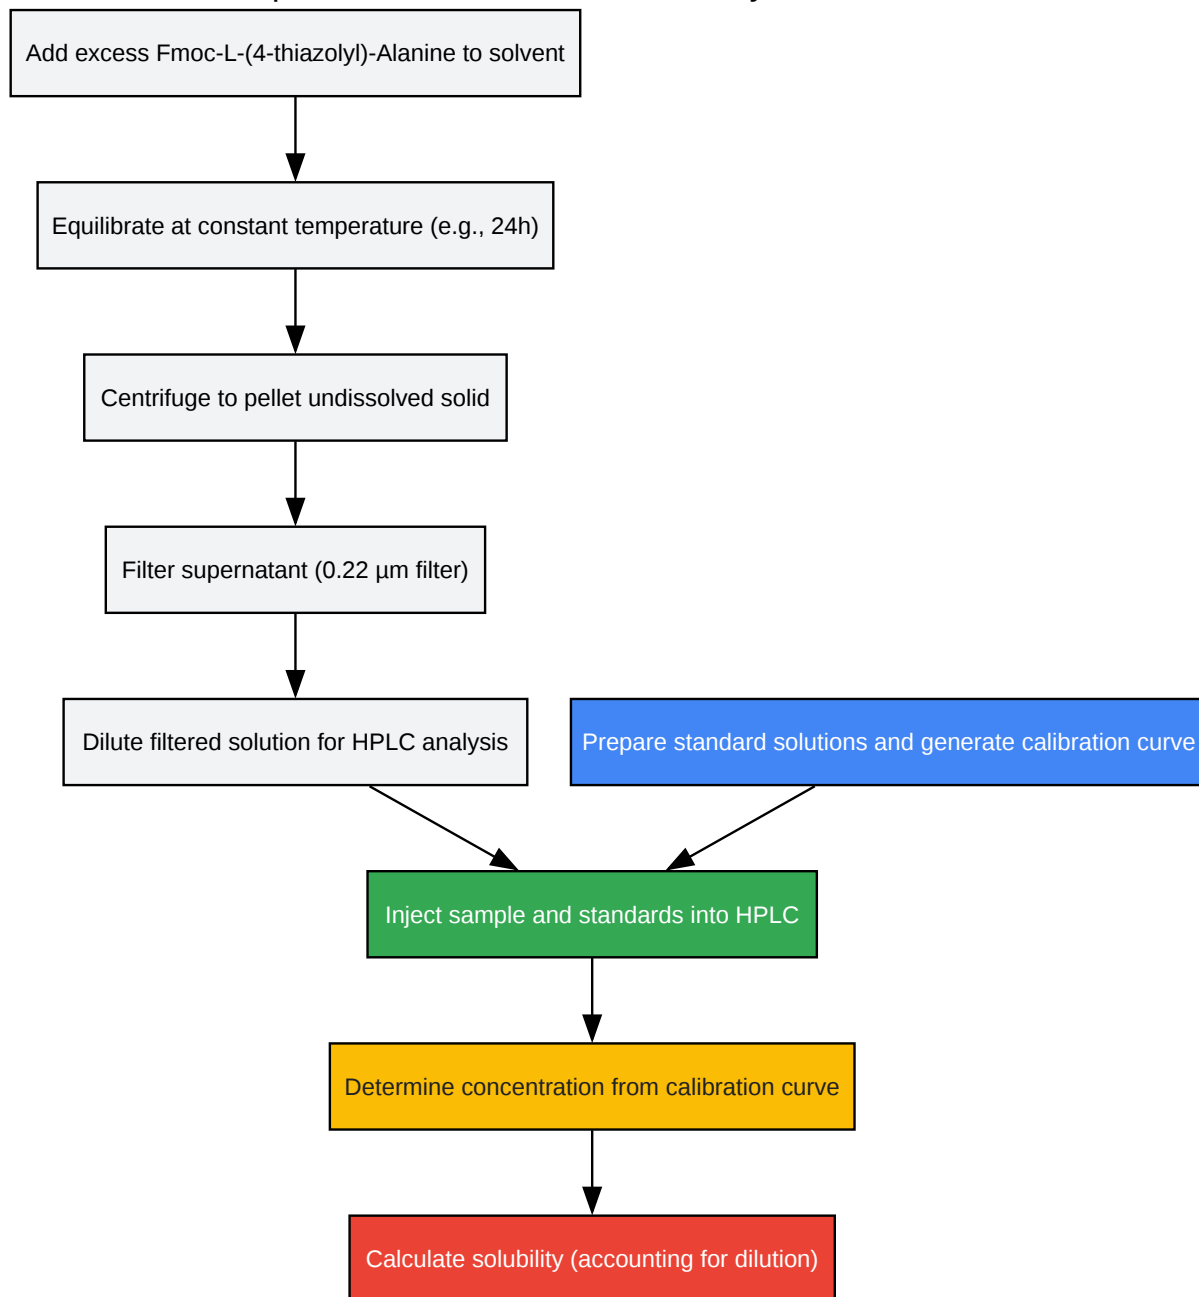 Add excess Fmoc-L-(4-thiazolyl)-Alanine to solvent
Equilibrate at constant temperature (e.g., 24h)
Centrifuge to pellet undissolved solid
Filter supernatant (0.22 µm filter)
Dilute filtered solution for HPLC analysis
Prepare standard solutions and generate calibration curve
Inject sample and standards into HPLC
Determine concentration from calibration curve
Calculate solubility (accounting for dilution)